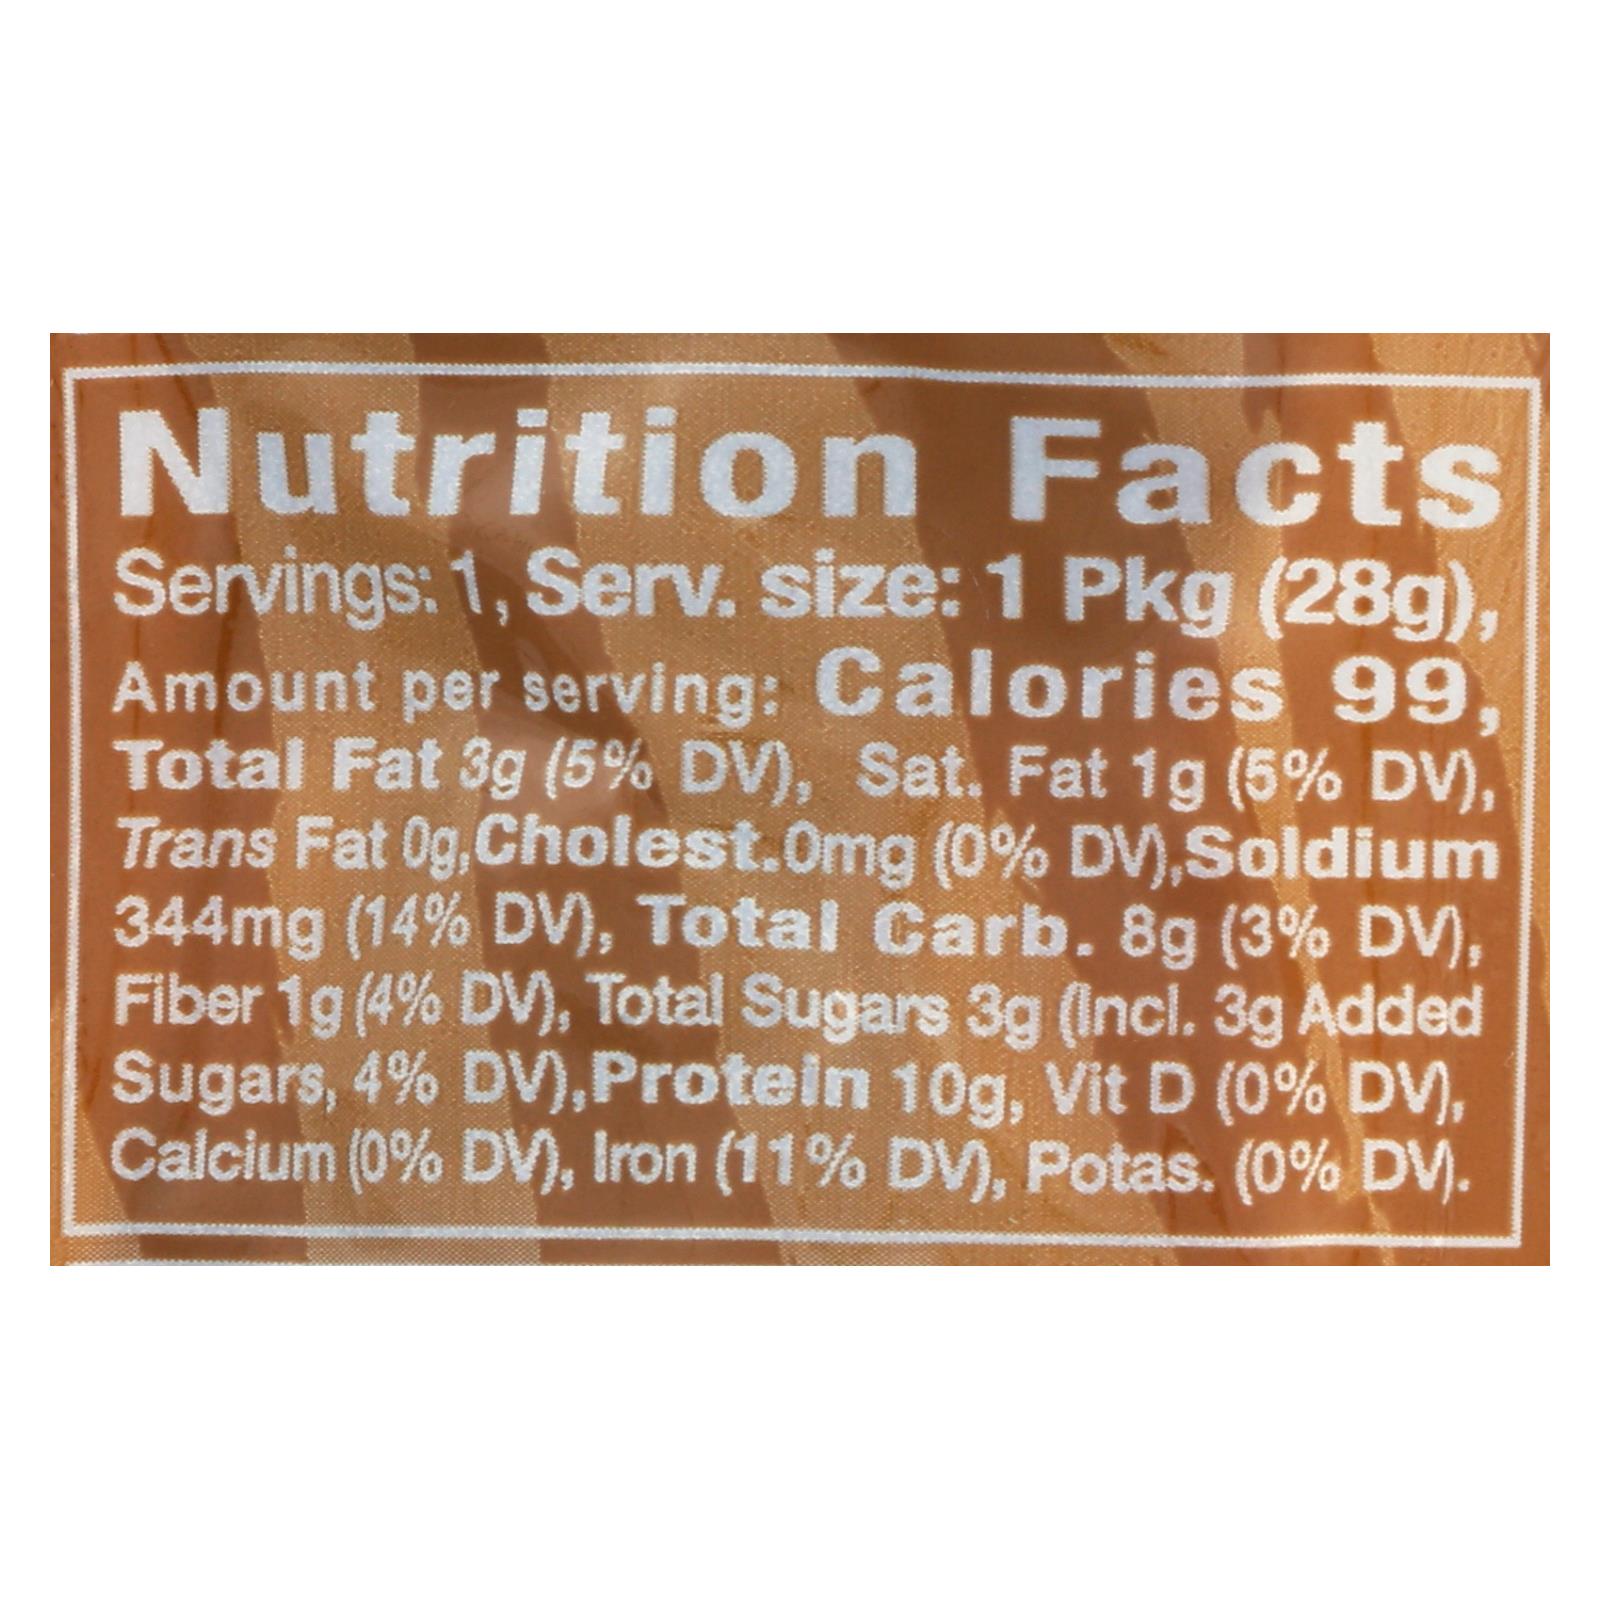 Nutrition Facts
Servings: 1, Serv. size: 1 Pkg (28g),
Amount per serving: Calories 99,
Total Fat 3g (5% DV), Sat. Fat 1g (5% DV),
Trans Fat 0g, Cholest. 0mg (0% DV), Soldium
344mg (14% DV), Total Carb. 8g (3% DV),
Fiber 1g (4% DV), Total Sugars 3g (Incl. 3g Added
Sugars, 4% DV), Protein 10g, Vit D (0% DV),
Calcium (0% DV), Iron (11% DV), Potas. (0% DV).